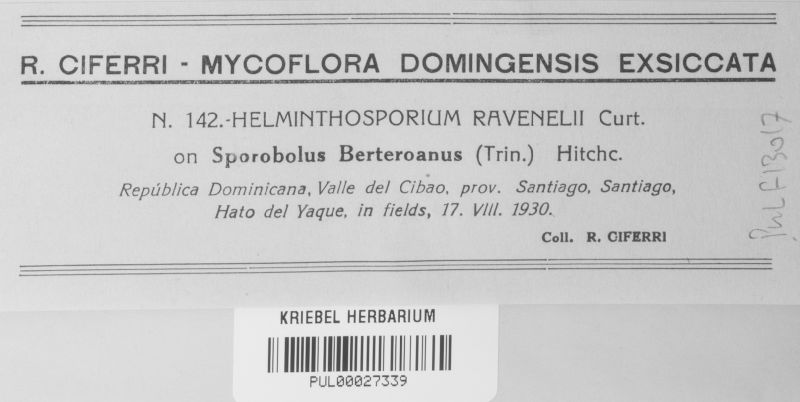 R. CIFERRI - MYCOFLORA DOMINGENSIS EXSICCATA
N. 142.-HELMINTHOSPORIUM RAVENELII Curt.
on Sporobolus Berteroanus (Trin.) Hitchc.
República Dominicana, Valle del Cibao, prov. Santiago, Santiago,
Hato del Yaque, in fields, 17. VIII. 1930.
Coll. R. CIFERRI
PUL F13017
KRIEBEL HERBARIUM
PUL00027339